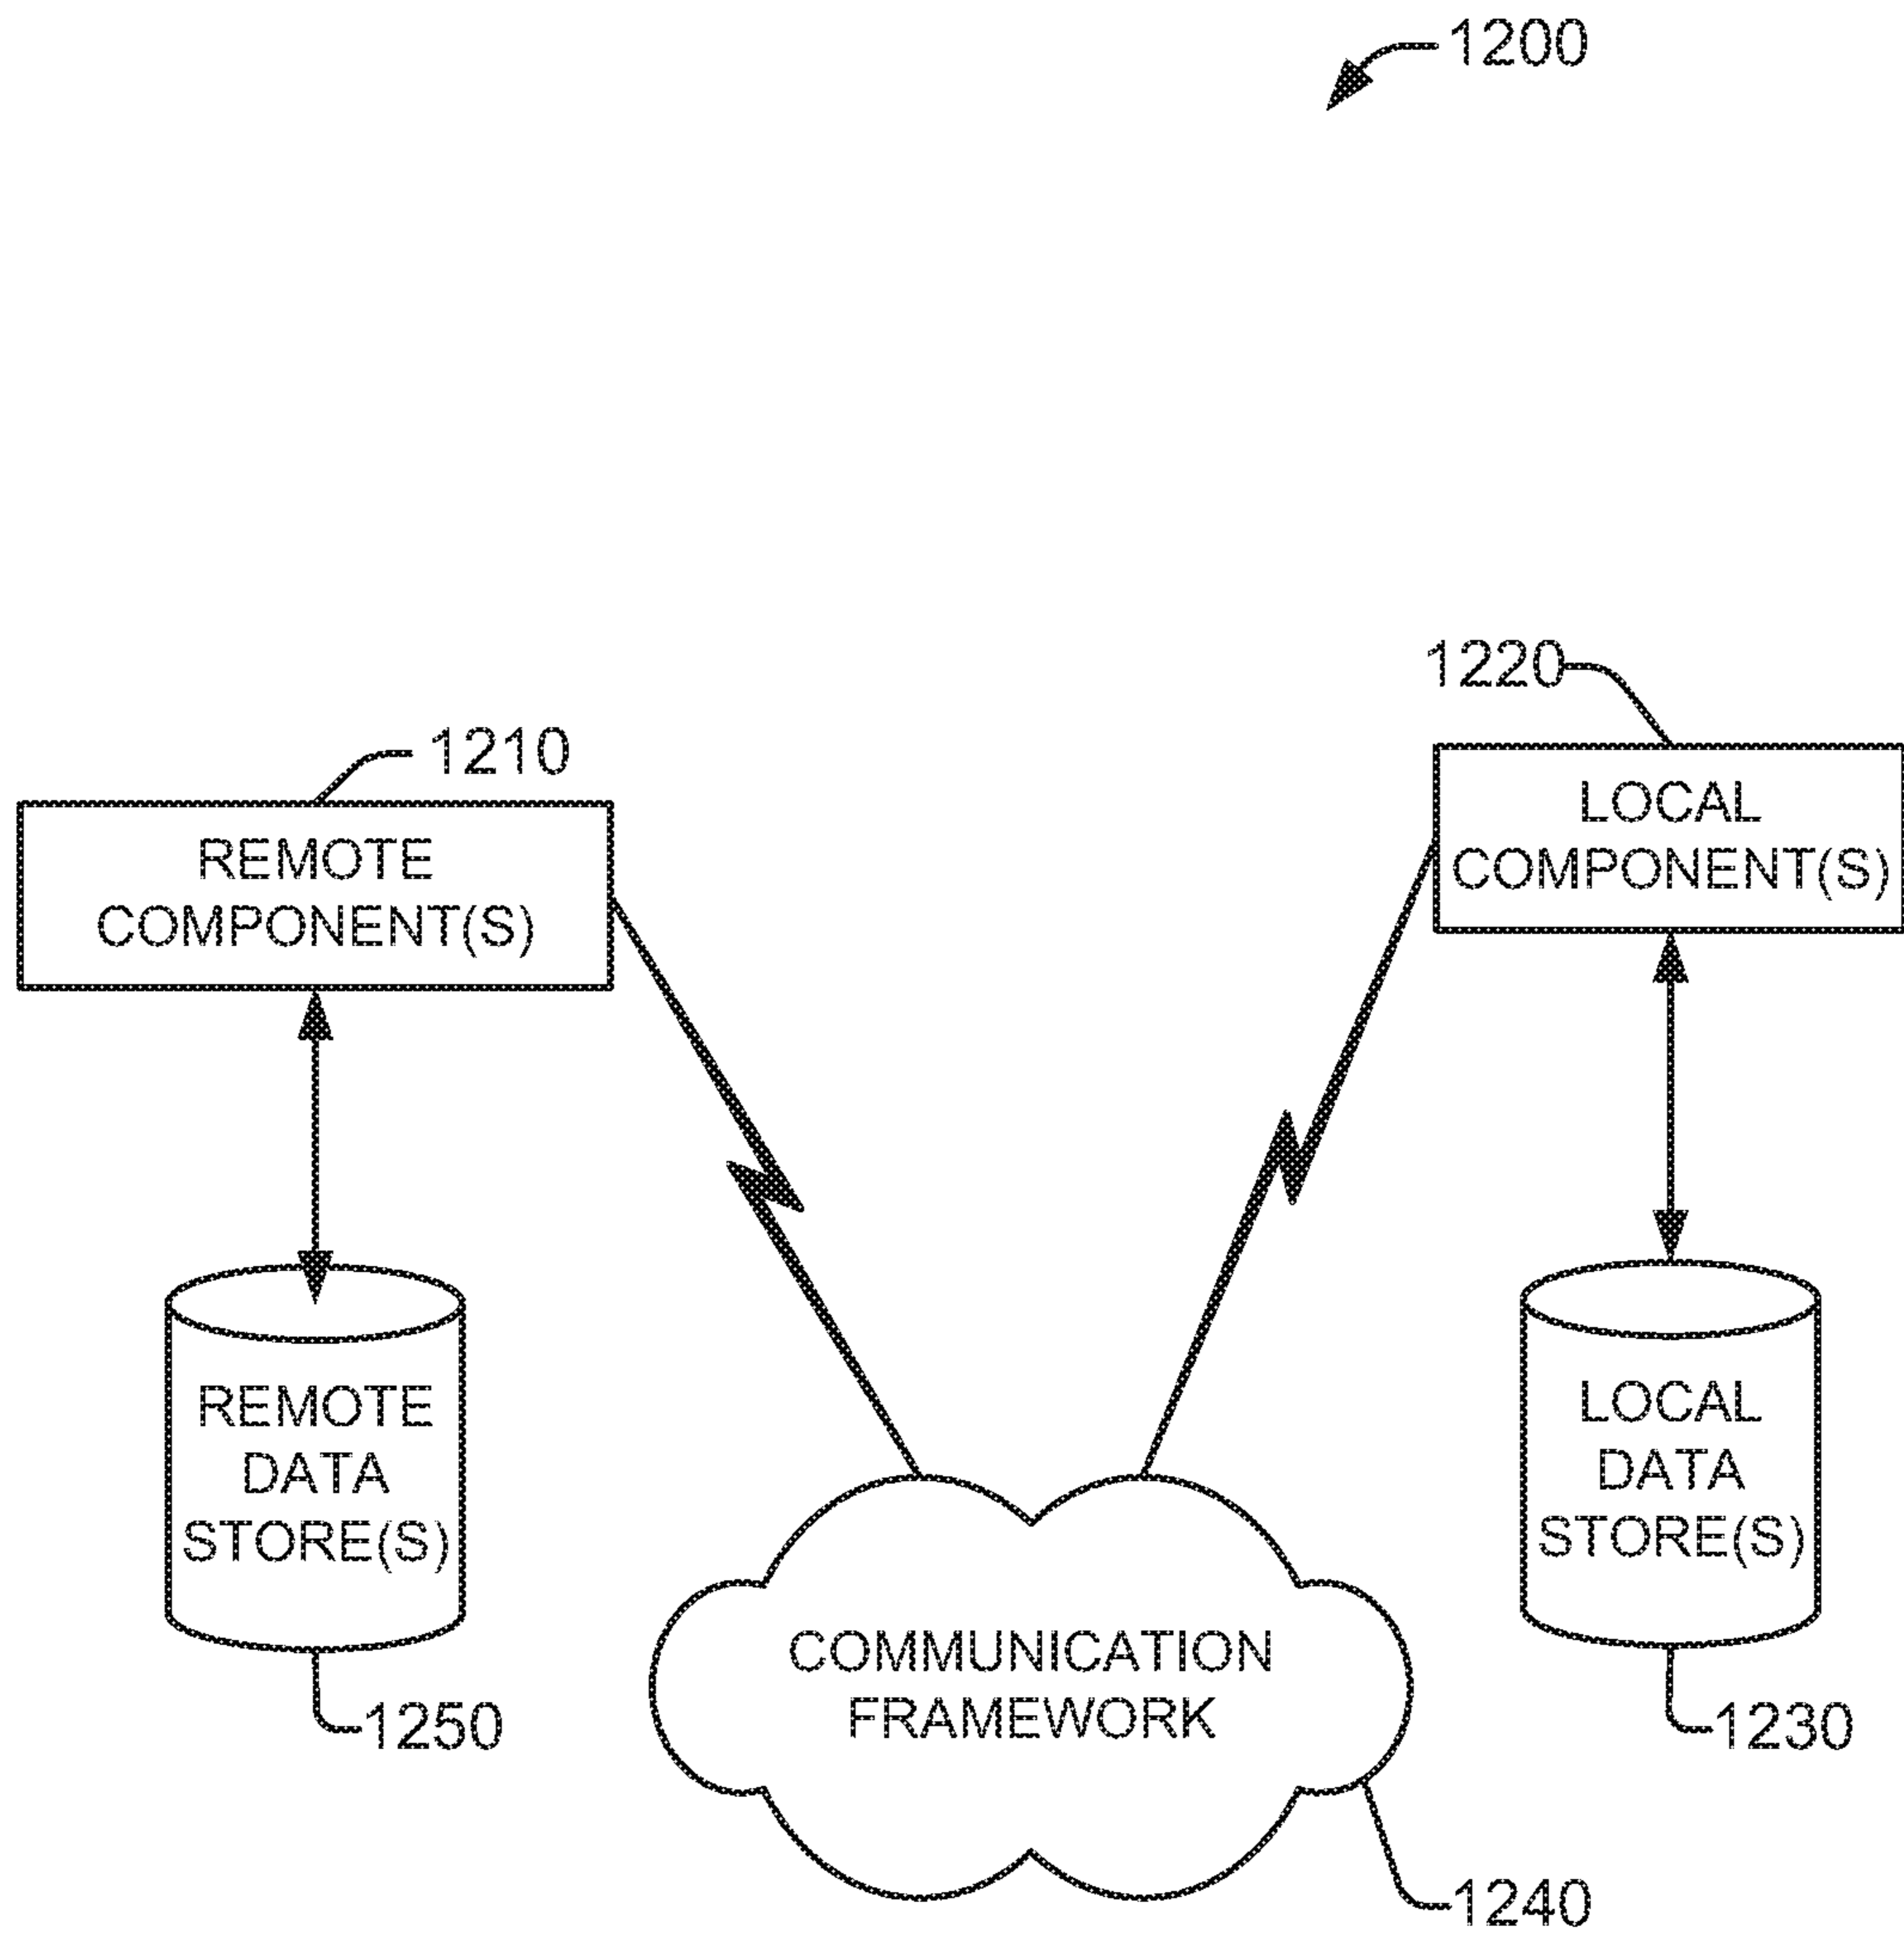 1200
1220
1210
LOCAL
COMPONENT(S)
REMOTE
COMPONENT(S)
REMOTE
DATA
STORE(S)
LOCAL
DATA
STORE(S)
COMMUNICATION
FRAMEWORK
1250
1230
1240